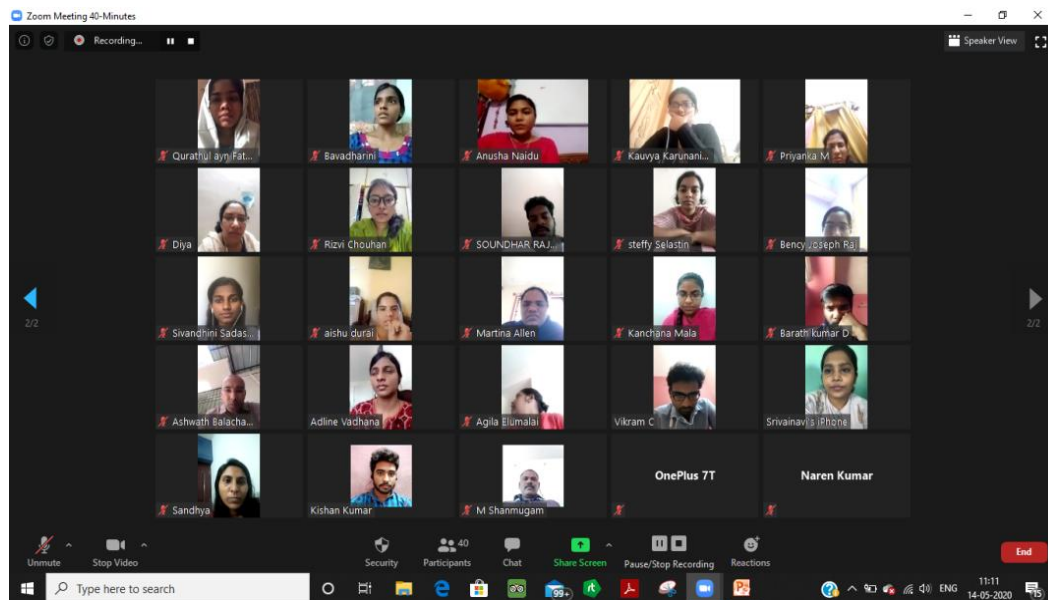 Zoom Meeting 40-Minutes
Recording...
Speaker View
Qurathul ayn Fat...
Bavadharini
Anusha Naidu
Kauvya Karunani...
Priyanka M
Diya
Rizvi Chouhan
SOUNDHAR RAJ...
steffy Selastin
Bency Joseph Raj
Sivandhini Sadas...
aishu durai
Martina Allen
Kanchana Mala
Barath kumar D
2/2
2/2
Ashwath Balacha...
Adline Vadhana
Agila Elumalai
Vikram C
Srivainavi's iPhone
Sandhya
Kishan Kumar
M Shanmugam
OnePlus 7T
Naren Kumar
Unmute
Stop Video
Security
Participants
40
Chat
Share Screen
Pause/Stop Recording
Reactions
End
Type here to search
99+
rt
ENG
11:11
14-05-2020
15